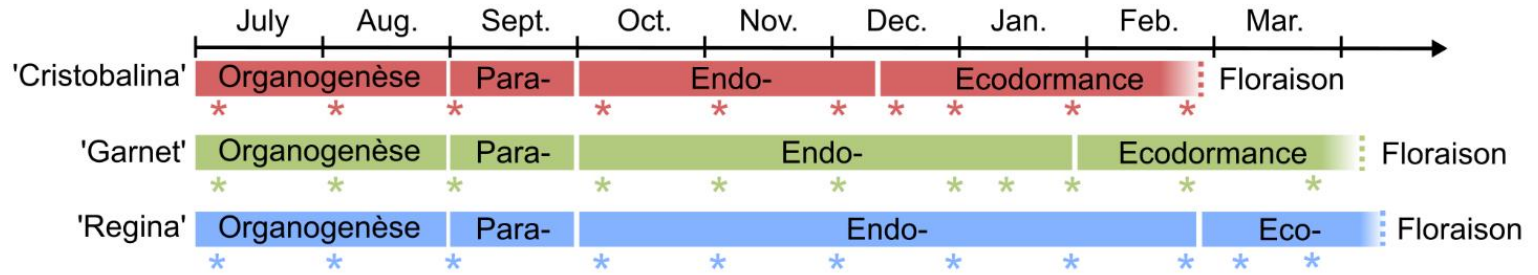 July Aug. Sept. Oct. Nov. Dec. Jan. Feb. Mar.
'Cristobalina' Organogenèse Para- Endo- Ecodormance Floraison
* * * * * * * * * *
'Garnet' Organogenèse Para- Endo- Ecodormance Floraison
* * * * * * * * * * *
'Regina' Organogenèse Para- Endo- Eco- Floraison
* * * * * * * * * * *